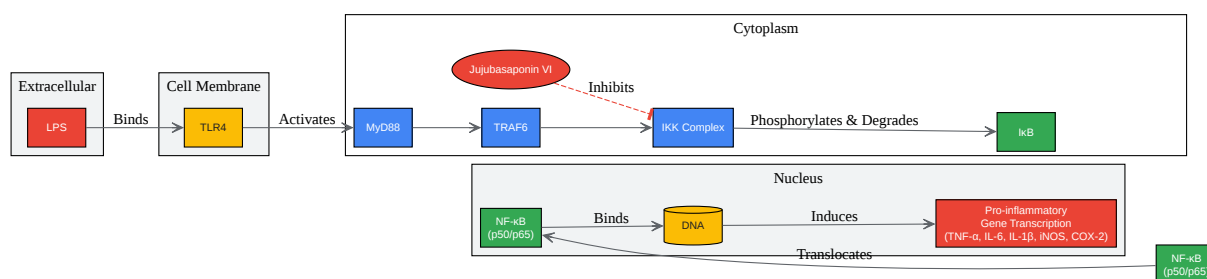 Cytoplasm
Extracellular
Cell Membrane
Jujubasaponin VI
Inhibits
LPS
Binds
TLR4
Activates
MyD88
TRAF6
IKK Complex
Phosphorylates & Degrades
IκB
Nucleus
NF-κB
(p50/p65)
Binds
DNA
Induces
Pro-inflammatory
Gene Transcription
(TNF-α, IL-6, IL-1β, iNOS, COX-2)
Translocates
NF-κB
(p50/p65